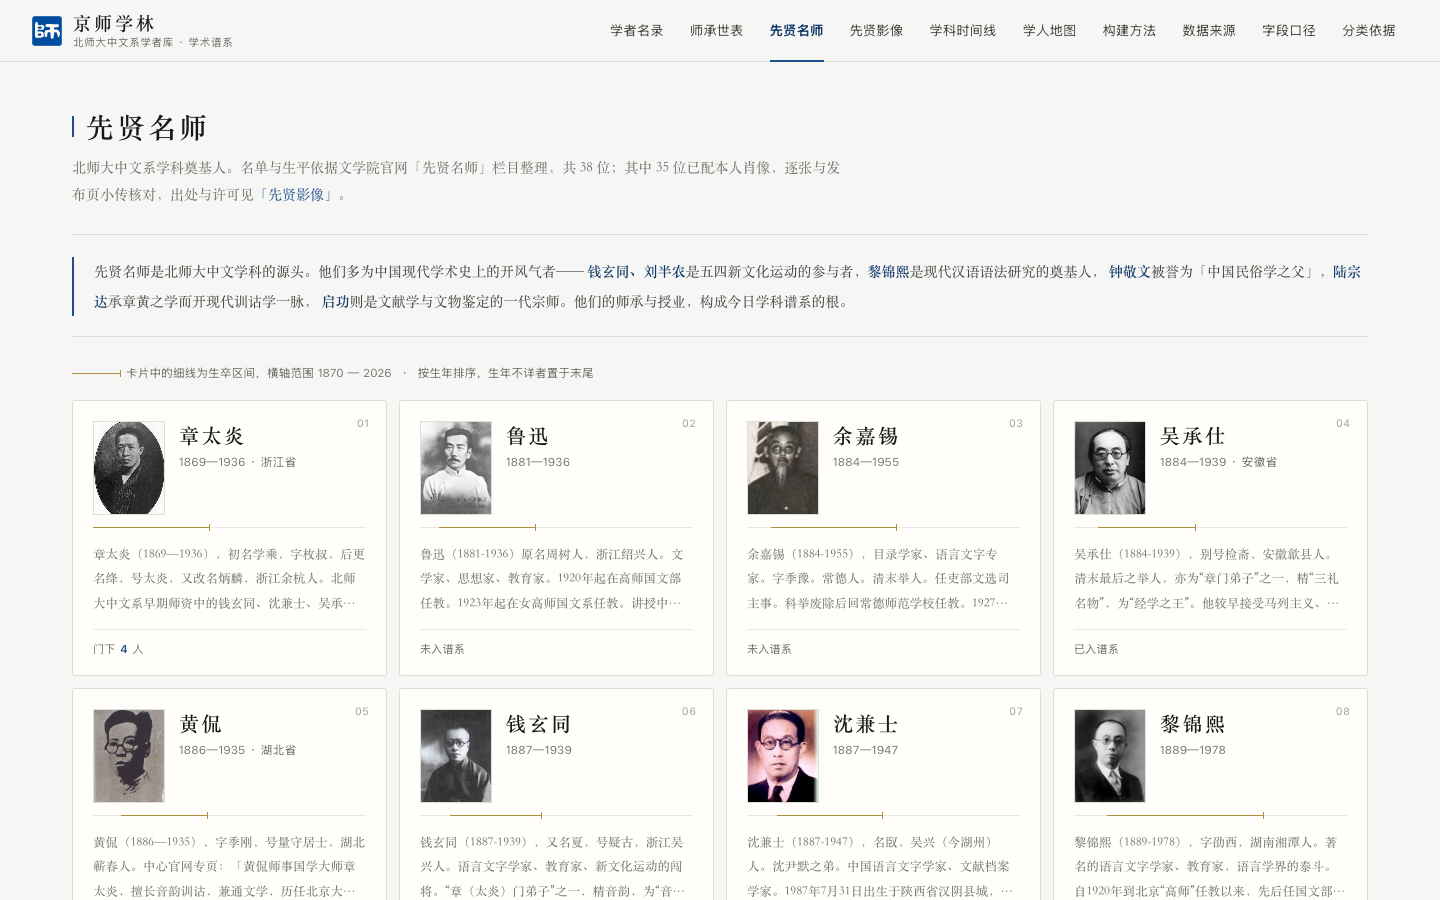 京师学林
北师大中文系学者库 · 学术谱系
学者名录 师承世表 先贤名师 先贤影像 学科时间线 学人地图 构建方法 数据来源 字段口径 分类依据
先贤名师
北师大中文系学科奠基人。名单与生平依据文学院官网「先贤名师」栏目整理，共 38 位；其中 35 位已配本人肖像，逐张与发
布页小传核对，出处与许可见「先贤影像」。
先贤名师是北师大中文学科的源头。他们多为中国现代学术史上的开风气者—— 钱玄同、刘半农是五四新文化运动的参与者，黎锦熙是现代汉语语法研究的奠基人， 钟敬文被誉为「中国民俗学之父」，陆宗
达承章黄之学而开现代训诂学一脉， 启功则是文献学与文物鉴定的一代宗师。他们的师承与授业，构成今日学科谱系的根。
卡片中的细线为生卒区间，横轴范围 1870 — 2026 · 按生年排序，生年不详者置于末尾
01
章太炎
1869—1936 · 浙江省
章太炎（1869—1936），初名学乘，字枚叔，后更
名绛，号太炎，又改名炳麟，浙江余杭人。北师
大中文系早期师资中的钱玄同、沈兼士、吴承…
门下 4 人
02
鲁迅
1881—1936
鲁迅（1881-1936）原名周树人，浙江绍兴人。文
学家、思想家、教育家。1920年起在高师国文部
任教。1923年起在女高师国文系任教。讲授中…
未入谱系
03
余嘉锡
1884—1955
余嘉锡（1884-1955），目录学家、语言文字专
家。字季豫。常德人。清末举人。任吏部文选司
主事。科举废除后回常德师范学校任教。1927…
未入谱系
04
吴承仕
1884—1939 · 安徽省
吴承仕（1884-1939），别号检斋，安徽歙县人。
清末最后之举人，亦为“章门弟子”之一，精“三礼
名物”，为“经学之王”。他较早接受马列主义、…
已入谱系
05
黄侃
1886—1935 · 湖北省
黄侃（1886—1935），字季刚，号量守居士，湖北
蕲春人。中心官网专页：「黄侃师事国学大师章
太炎，擅长音韵训诂，兼通文学，历任北京大…
06
钱玄同
1887—1939
钱玄同（1887-1939），又名夏，号疑古，浙江吴
兴人。语言文字学家、教育家、新文化运动的闯
将。“章（太炎）门弟子”之一，精音韵，为“音…
07
沈兼士
1887—1947
沈兼士（1887-1947），名臤，吴兴（今湖州）
人。沈尹默之弟。中国语言文字学家、文献档案
学家。1987年7月31日出生于陕西省汉阴县城，…
08
黎锦熙
1889—1978
黎锦熙（1889-1978），字劭西，湖南湘潭人。著
名的语言文字学家、教育家，语言学界的泰斗。
自1920年到北京“高师”任教以来，先后任国文部…